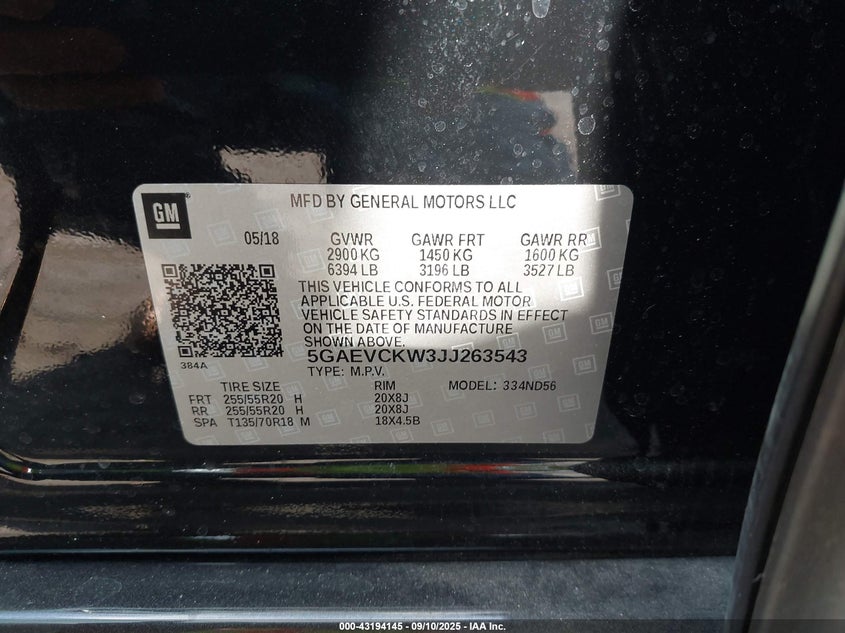 GM
MFD BY GENERAL MOTORS LLC
05/18 GVWR GAWR FRT GAWR RR
2900 KG 1450 KG 1600 KG
6394 LB 3196 LB 3527 LB
THIS VEHICLE CONFORMS TO ALL
APPLICABLE U.S. FEDERAL MOTOR
VEHICLE SAFETY STANDARDS IN EFFECT
ON THE DATE OF MANUFACTURE
SHOWN ABOVE.
384A
5GAEVCKW3JJ263543
TYPE: M.P.V.
TIRE SIZE RIM MODEL: 334ND56
FRT 255/55R20 H 20X8J
RR 255/55R20 H 20X8J
SPA T135/70R18 M 18X4.5B
000-43194145 - 09/10/2025 - IAA Inc.